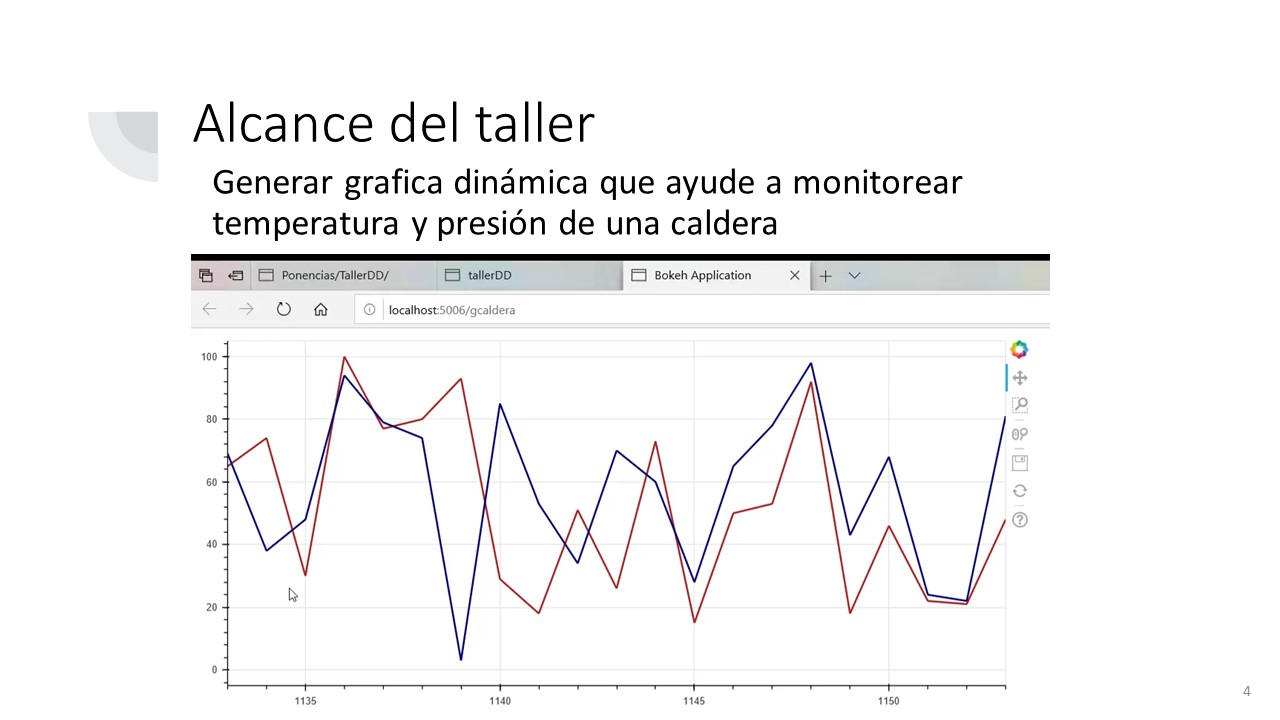 Alcance del taller
Generar grafica dinámica que ayude a monitorear
temperatura y presión de una caldera
Ponencias/TallerDD/
tallerDD
Bokeh Application
localhost:5006/gcaldera
100
80
60
40
20
0
1135
1140
1145
1150
4